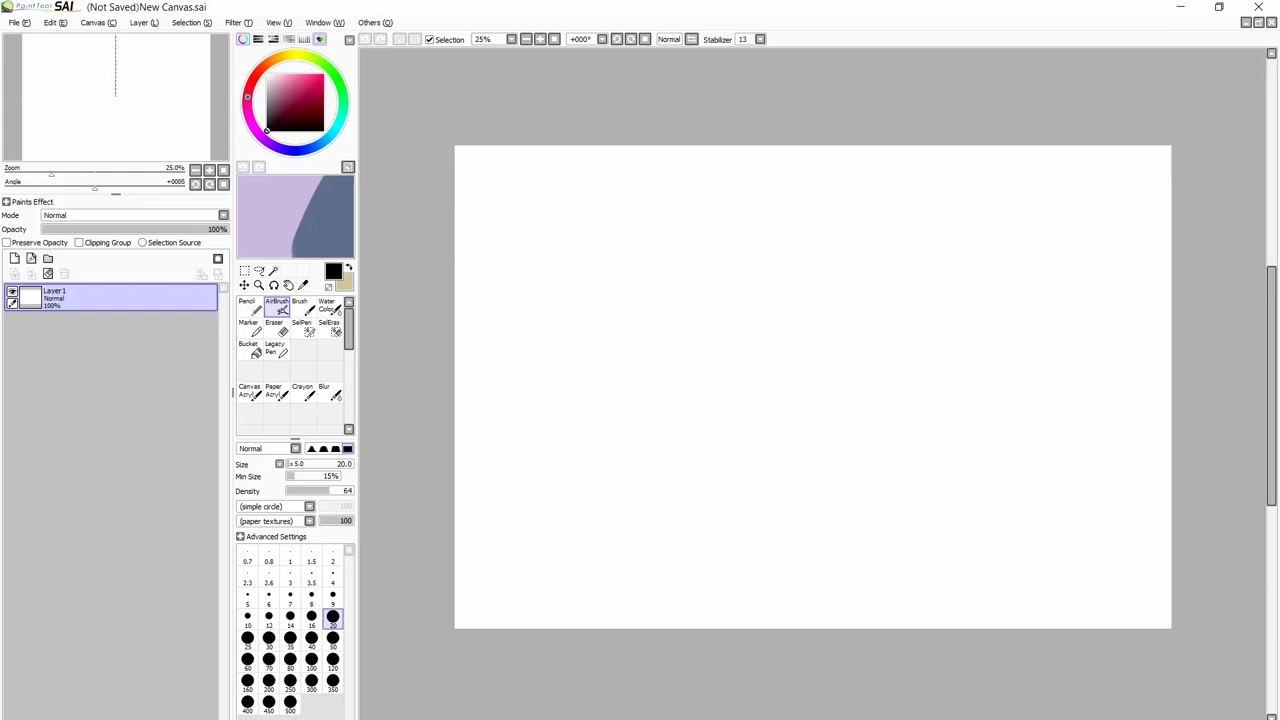 PaintTool SAI (Not Saved)New Canvas.sai
File (F) Edit (E) Canvas (C) Layer (L) Selection (S) Filter (T) View (V) Window (W) Others (O)
Selection 25% +000° Normal Stabilizer 13
Zoom 25.0%
Angle +000§
Paints Effect
Mode Normal
Opacity 100%
Preserve Opacity Clipping Group Selection Source
Layer1
Normal
100%
Pencil AirBrush Brush Water Color
Marker Eraser SelPen SelEras
Bucket Legacy Pen
Canvas Acryl Paper Acryl Crayon Blur
Normal
Size x 5.0 20.0
Min Size 15%
Density 64
(simple circle) 100
(paper textures) 100
Advanced Settings
0.7 0.8 1 1.5 2
2.3 2.6 3 3.5 4
5 6 7 8 9
10 12 14 16 20
25 30 35 40 50
60 70 80 100 120
160 200 250 300 350
400 450 500